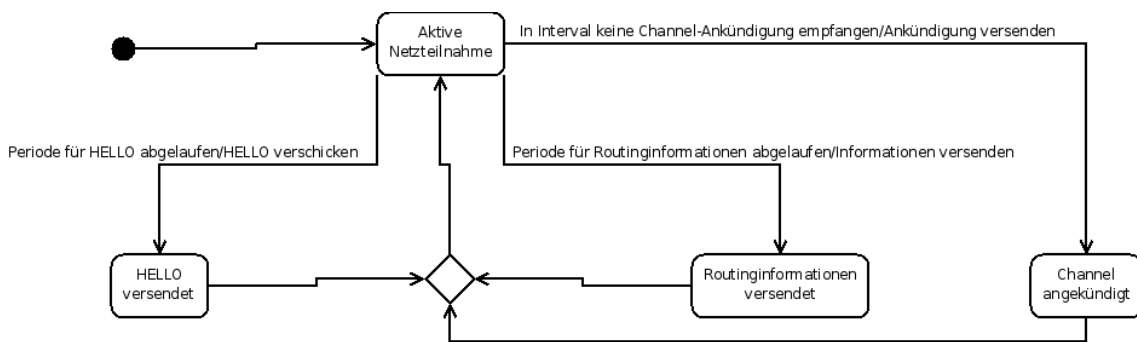 Aktive
Netzteilnahme
In Interval keine Channel-Ankündigung empfangen/Ankündigung versenden
Periode für HELLO abgelaufen/HELLO verschicken
Periode für Routinginformationen abgelaufen/Informationen versenden
HELLO
versendet
Routinginformationen
versendet
Channel
angekündigt